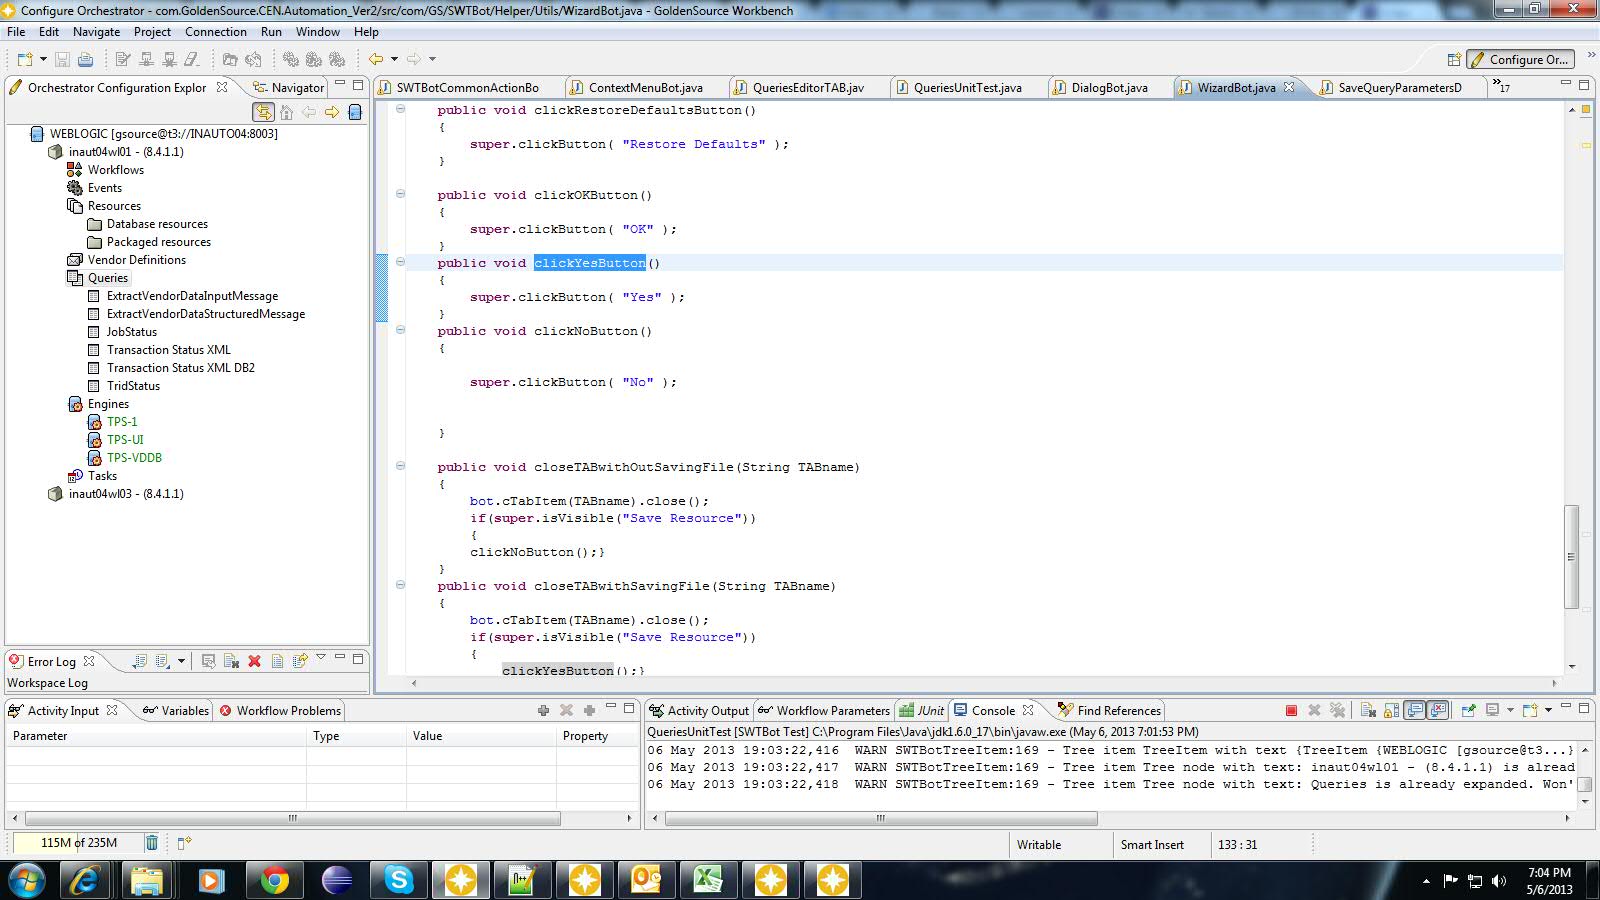 Configure Orchestrator - com.GoldenSource.CEN.Automation_Ver2/src/com/GS/SWTBot/Helper/Utils/WizardBot.java - GoldenSource Workbench
File Edit Navigate Project Connection Run Window Help
Configure Or...
Orchestrator Configuration Explor
Navigator
SWTBotCommonActionBo
ContextMenuBot.java
QueriesEditorTAB.jav
QueriesUnitTest.java
DialogBot.java
WizardBot.java
SaveQueryParametersD
17
WEBLOGIC [gsource@t3://INAUTO04:8003]
inaut04wl01 - (8.4.1.1)
Workflows
Events
Resources
Database resources
Packaged resources
Vendor Definitions
Queries
ExtractVendorDataInputMessage
ExtractVendorDataStructuredMessage
JobStatus
Transaction Status XML
Transaction Status XML DB2
TridStatus
Engines
TPS-1
TPS-UI
TPS-VDDB
Tasks
inaut04wl03 - (8.4.1.1)
public void clickRestoreDefaultsButton()
{
super.clickButton( "Restore Defaults" );
}
public void clickOKButton()
{
super.clickButton( "OK" );
}
public void clickYesButton()
{
super.clickButton( "Yes" );
}
public void clickNoButton()
{
super.clickButton( "No" );
}
public void closeTABwithOutSavingFile(String TABname)
{
bot.cTabItem(TABname).close();
if(super.isVisible("Save Resource"))
{
clickNoButton();}
}
public void closeTABwithSavingFile(String TABname)
{
bot.cTabItem(TABname).close();
if(super.isVisible("Save Resource"))
{
clickYesButton();}
Error Log
Workspace Log
Activity Input
Variables
Workflow Problems
Parameter Type Value Property
Activity Output
Workflow Parameters
JUnit
Console
Find References
QueriesUnitTest [SWTBot Test] C:\Program Files\Java\jdk1.6.0_17\bin\javaw.exe (May 6, 2013 7:01:53 PM)
06 May 2013 19:03:22,416 WARN SWTBotTreeItem:169 - Tree item TreeItem with text {TreeItem {WEBLOGIC [gsource@t3...}
06 May 2013 19:03:22,417 WARN SWTBotTreeItem:169 - Tree item Tree node with text: inaut04wl01 - (8.4.1.1) is alread
06 May 2013 19:03:22,418 WARN SWTBotTreeItem:169 - Tree item Tree node with text: Queries is already expanded. Won'
115M of 235M
Writable
Smart Insert
133 : 31
7:04 PM
5/6/2013